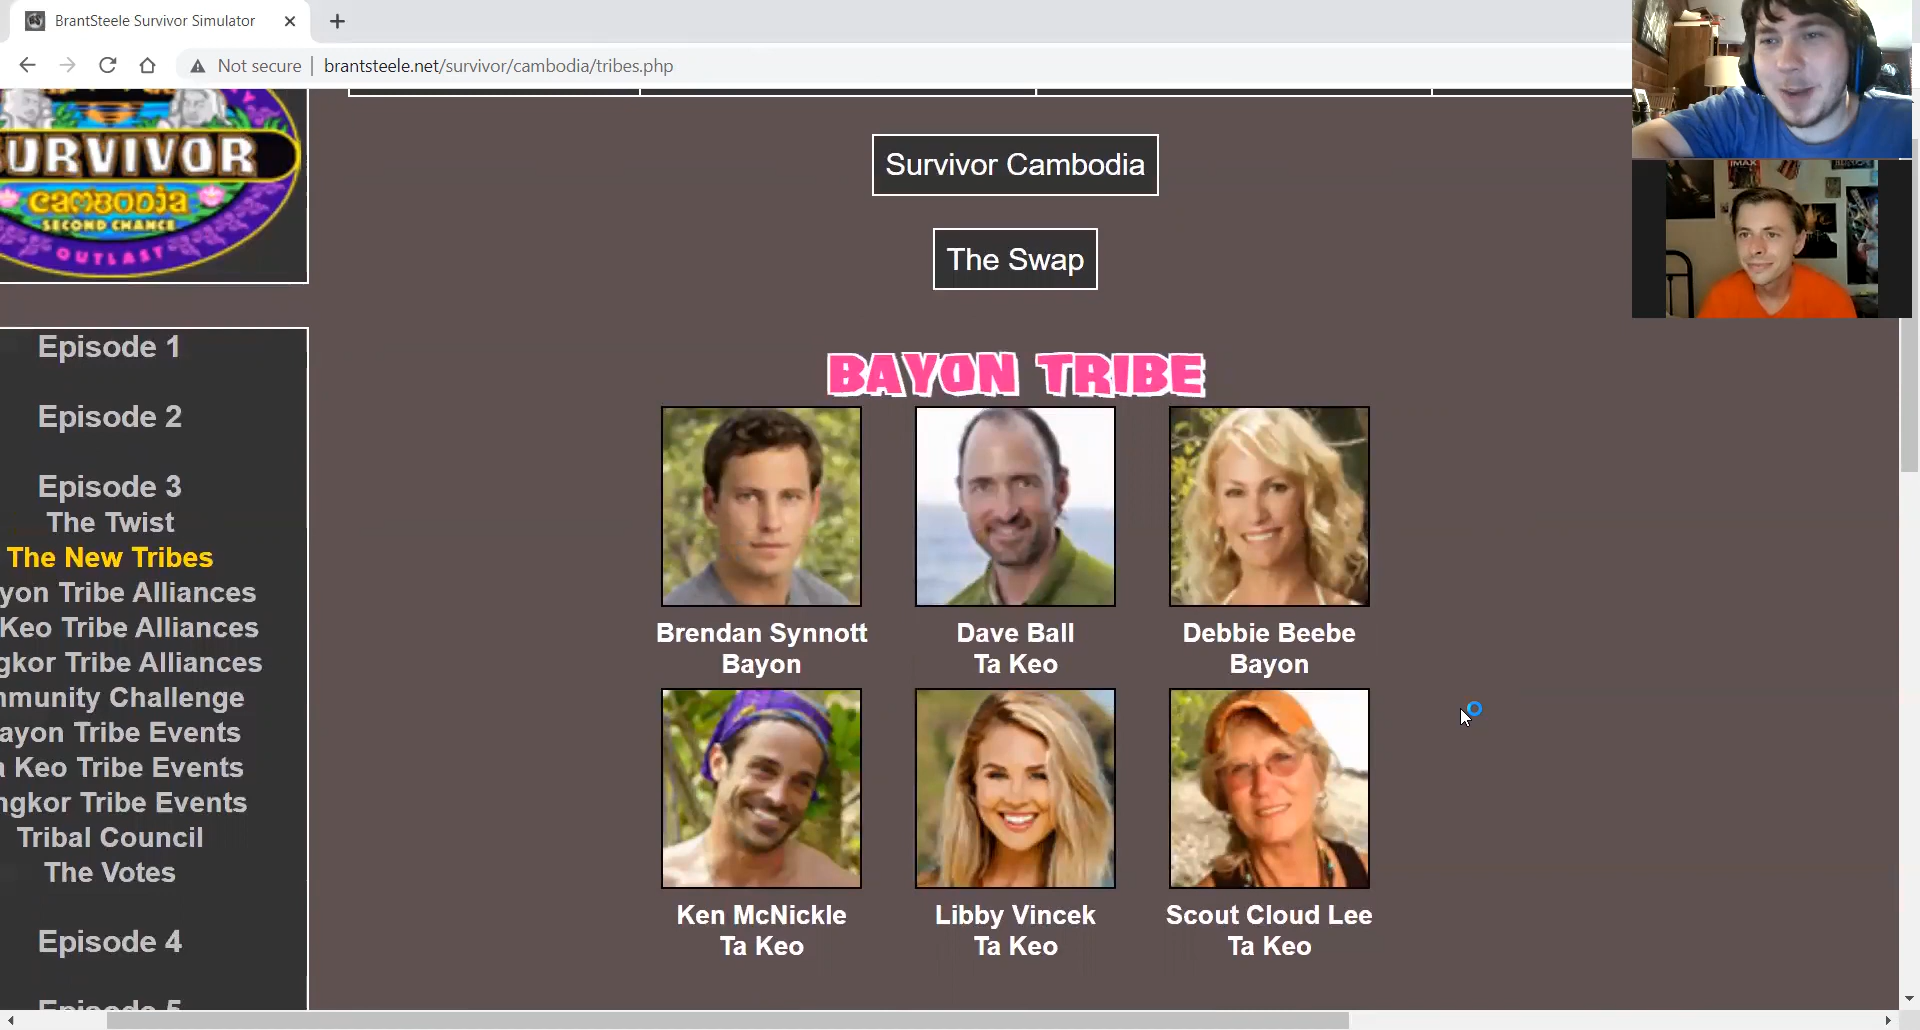 BrantSteele Survivor Simulator
Not secure
brantsteele.net/survivor/cambodia/tribes.php
IMAX
URVIVOR
CAMBODIA
SECOND CHANCE
OUTLAST
Survivor Cambodia
The Swap
Episode 1
Episode 2
Episode 3
The Twist
The New Tribes
yon Tribe Alliances
Keo Tribe Alliances
gkor Tribe Alliances
mmunity Challenge
ayon Tribe Events
a Keo Tribe Events
ngkor Tribe Events
Tribal Council
The Votes
Episode 4
Episode 5
BAYON TRIBE
Brendan Synnott
Bayon
Dave Ball
Ta Keo
Debbie Beebe
Bayon
Ken McNickle
Ta Keo
Libby Vincek
Ta Keo
Scout Cloud Lee
Ta Keo